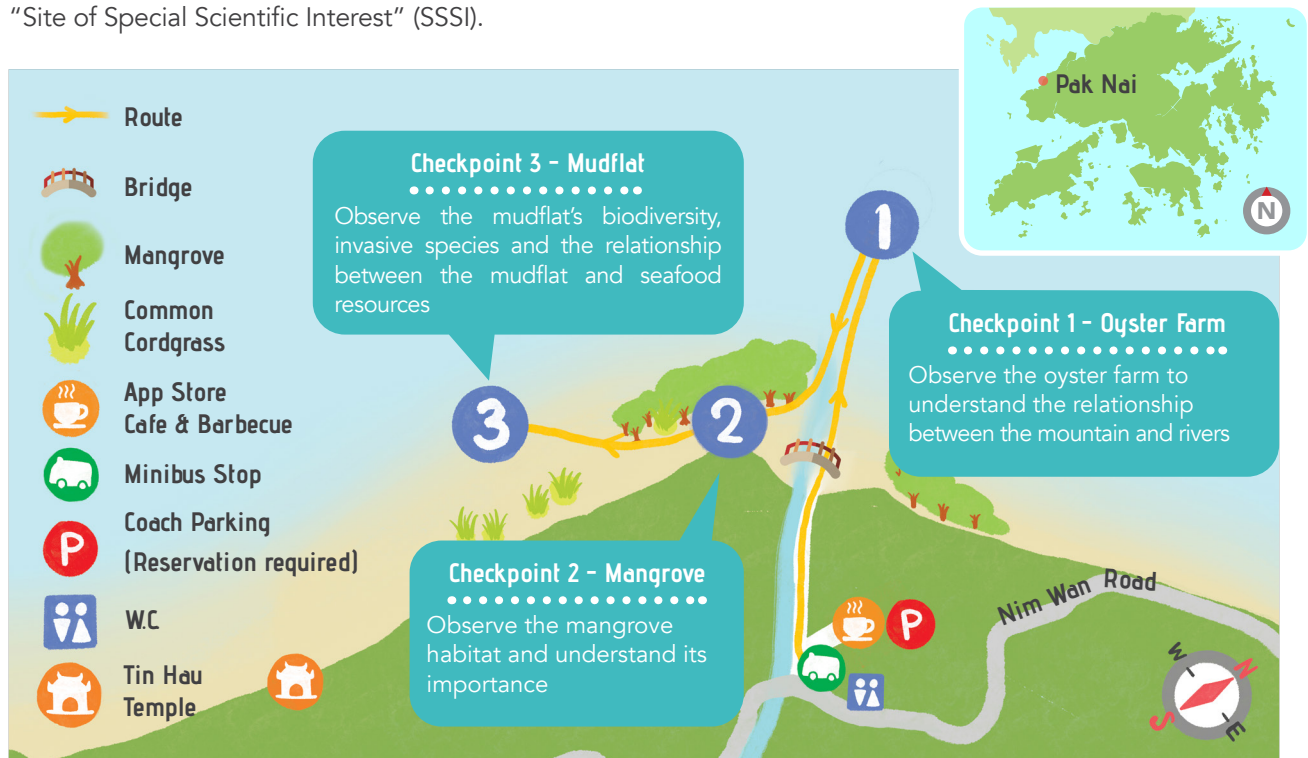 “Site of Special Scientific Interest” (SSSI).
Pak Nai
N
Route
Bridge
Mangrove
Common
Cordgrass
App Store
Cafe & Barbecue
Minibus Stop
P
Coach Parking
(Reservation required)
W.C
Tin Hau
Temple
Checkpoint 3 - Mudflat
Observe the mudflat’s biodiversity,
invasive species and the relationship
between the mudflat and seafood
resources
1
Checkpoint 1 - Oyster Farm
Observe the oyster farm to
understand the relationship
between the mountain and rivers
3
2
Checkpoint 2 - Mangrove
Observe the mangrove
habitat and understand its
importance
Nim Wan Road
P
W
N
S
E